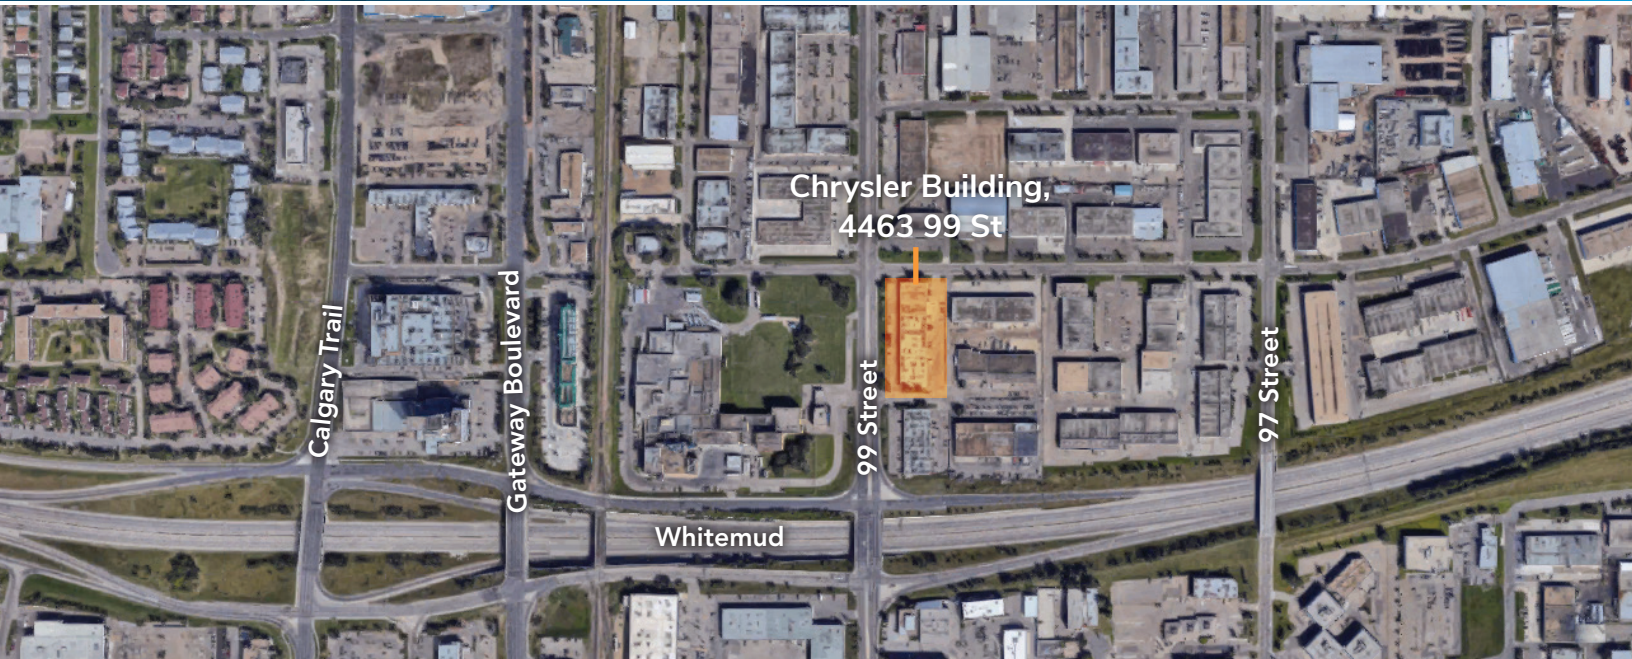 Chrysler Building,
4463 99 St
Calgary Trail
Gateway Boulevard
99 Street
97 Street
Whitemud